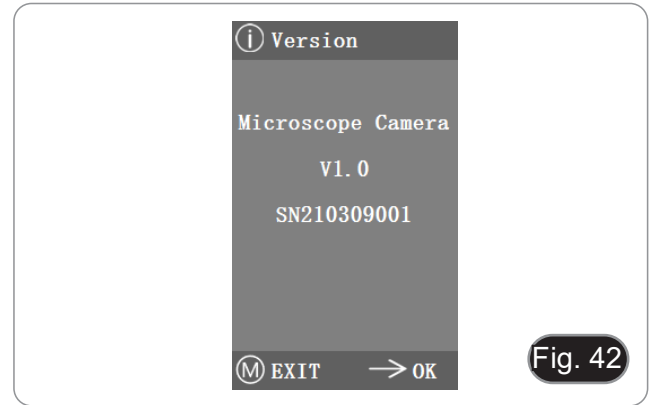 i Version
Microscope Camera
V1.0
SN210309001
M EXIT → OK
Fig. 42